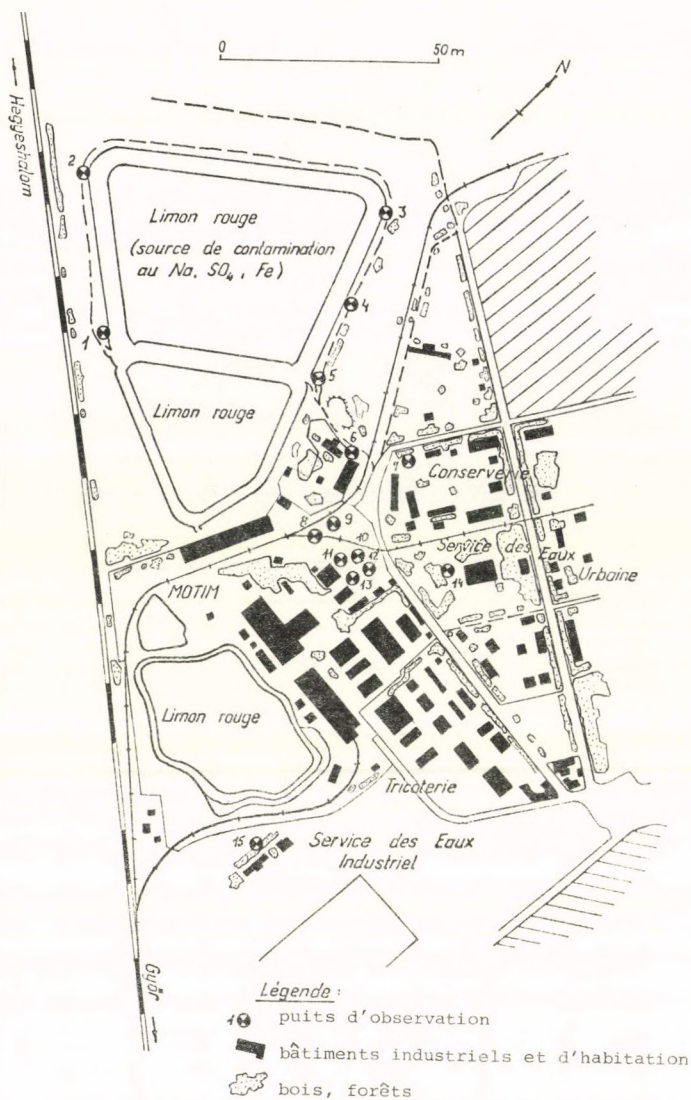 0 50 m
N
← Hegyeshalom
2
Limon rouge
(source de contamination
au Na, SO₄, Fe)
3
4
1
5
Limon rouge
6
7
Conserverie
8
9
10
Service des Eaux
Urbaine
11
12
13
14
MOTIM
Limon rouge
Tricoterie
15
Service des Eaux
Industriel
Györ →
Légende :
1 puits d'observation
bâtiments industriels et d'habitation
bois, forêts